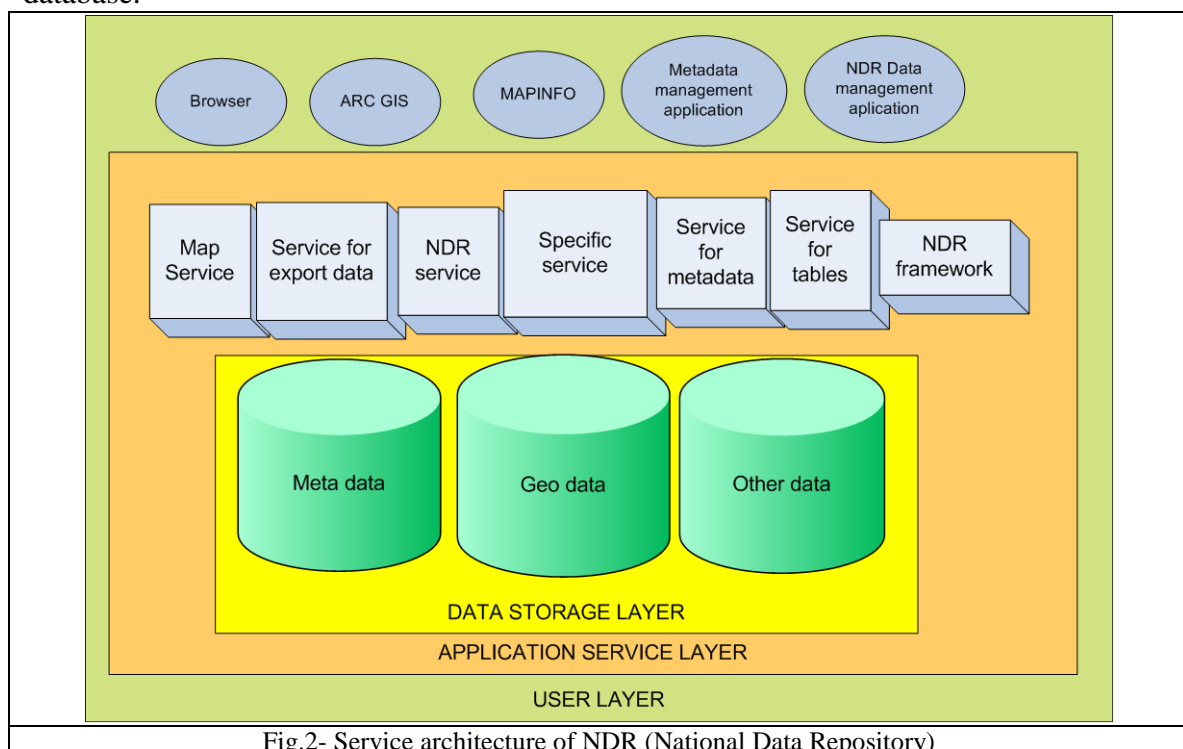 database.
Browser
ARC GIS
MAPINFO
Metadada
management
application
NDR Data
management
aplication
Map
Service
Service for
export data
NDR
service
Specific
service
Service
for
metadata
Service
for
tables
NDR
framework
Meta data
Geo data
Other data
DATA STORAGE LAYER
APPLICATION SERVICE LAYER
USER LAYER
Fig.2- Service architecture of NDR (National Data Repository)